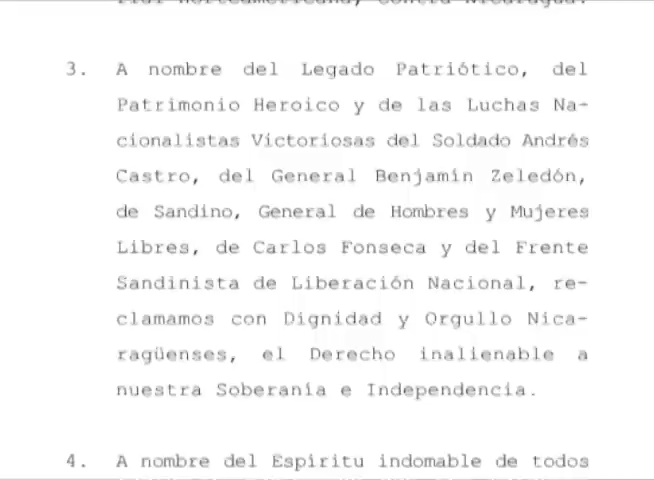 3. A nombre del Legado Patriótico, del
Patrimonio Heroico y de las Luchas Na-
cionalistas Victoriosas del Soldado Andrés
Castro, del General Benjamín Zeledón,
de Sandino, General de Hombres y Mujeres
Libres, de Carlos Fonseca y del Frente
Sandinista de Liberación Nacional, re-
clamamos con Dignidad y Orgullo Nica-
ragüenses, el Derecho inalienable a
nuestra Soberanía e Independencia.
4. A nombre del Espíritu indomable de todos